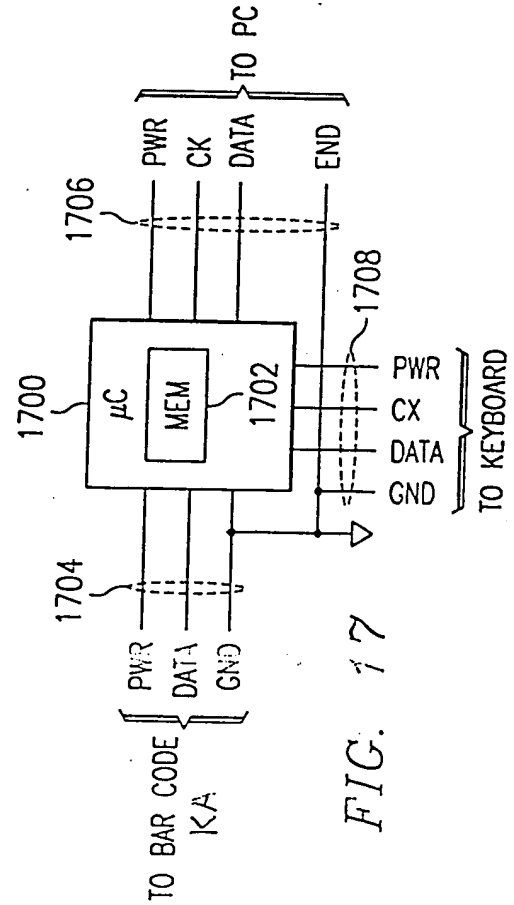 1700
1706
1704
µC
MEM
1702
PWR
DATA
GND
TO BAR CODE
KA
PWR
CK
DATA
END
TO PC
1708
GND
DATA
CX
PWR
TO KEYBOARD
FIG. 17